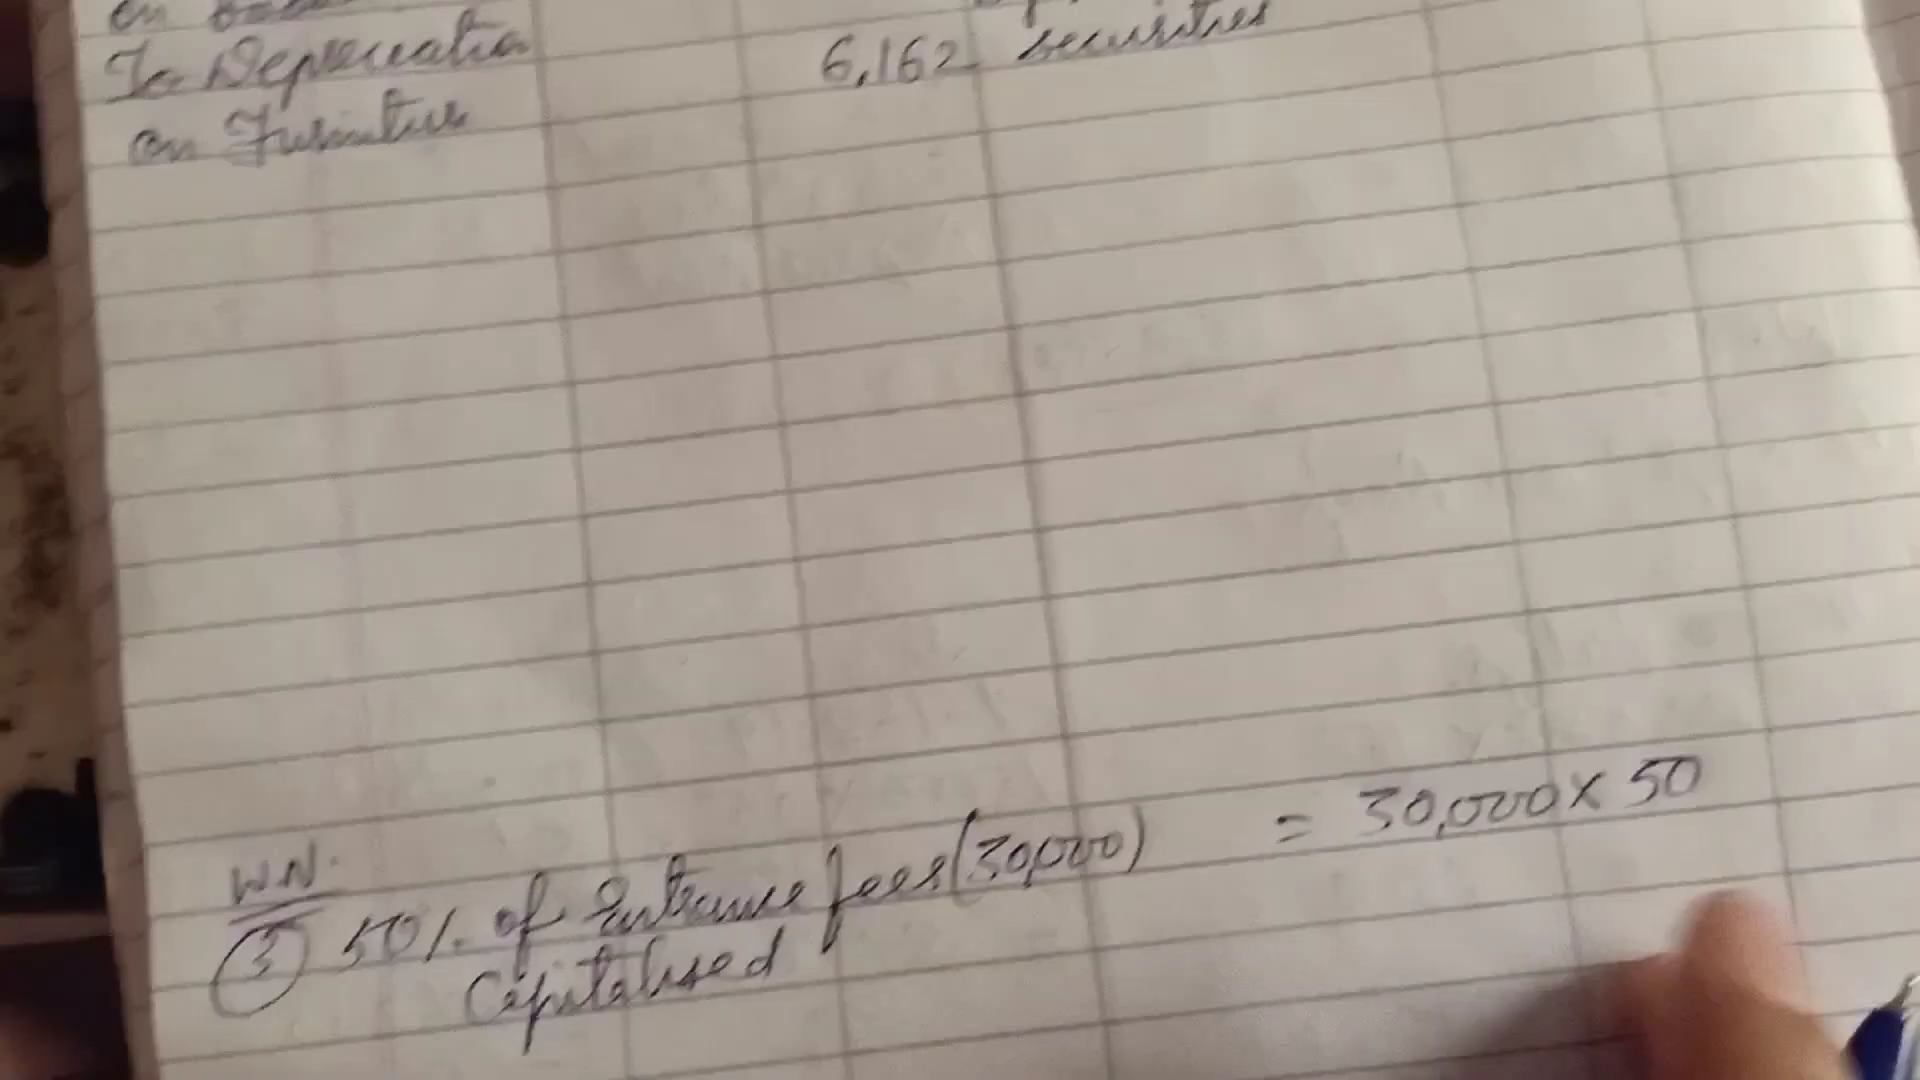 To Depreciation 6,162 securities
on Furniture
W.N.
③ 50%. of Entrance fees (30,000) = 30,000 x 50
Capitalised